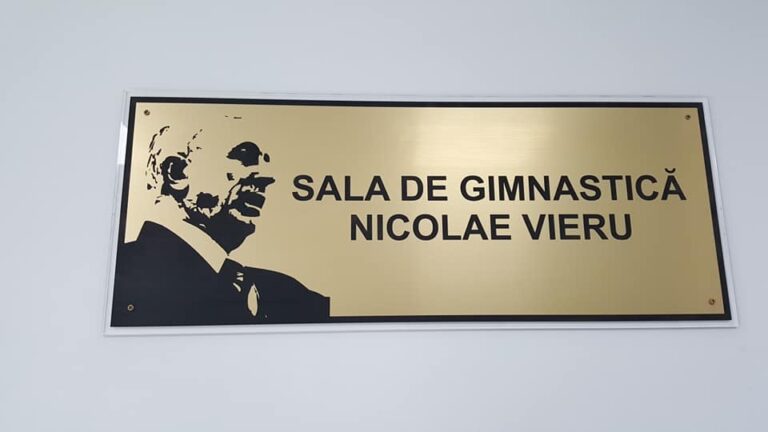 SALA DE GIMNASTICĂ
NICOLAE VIERU